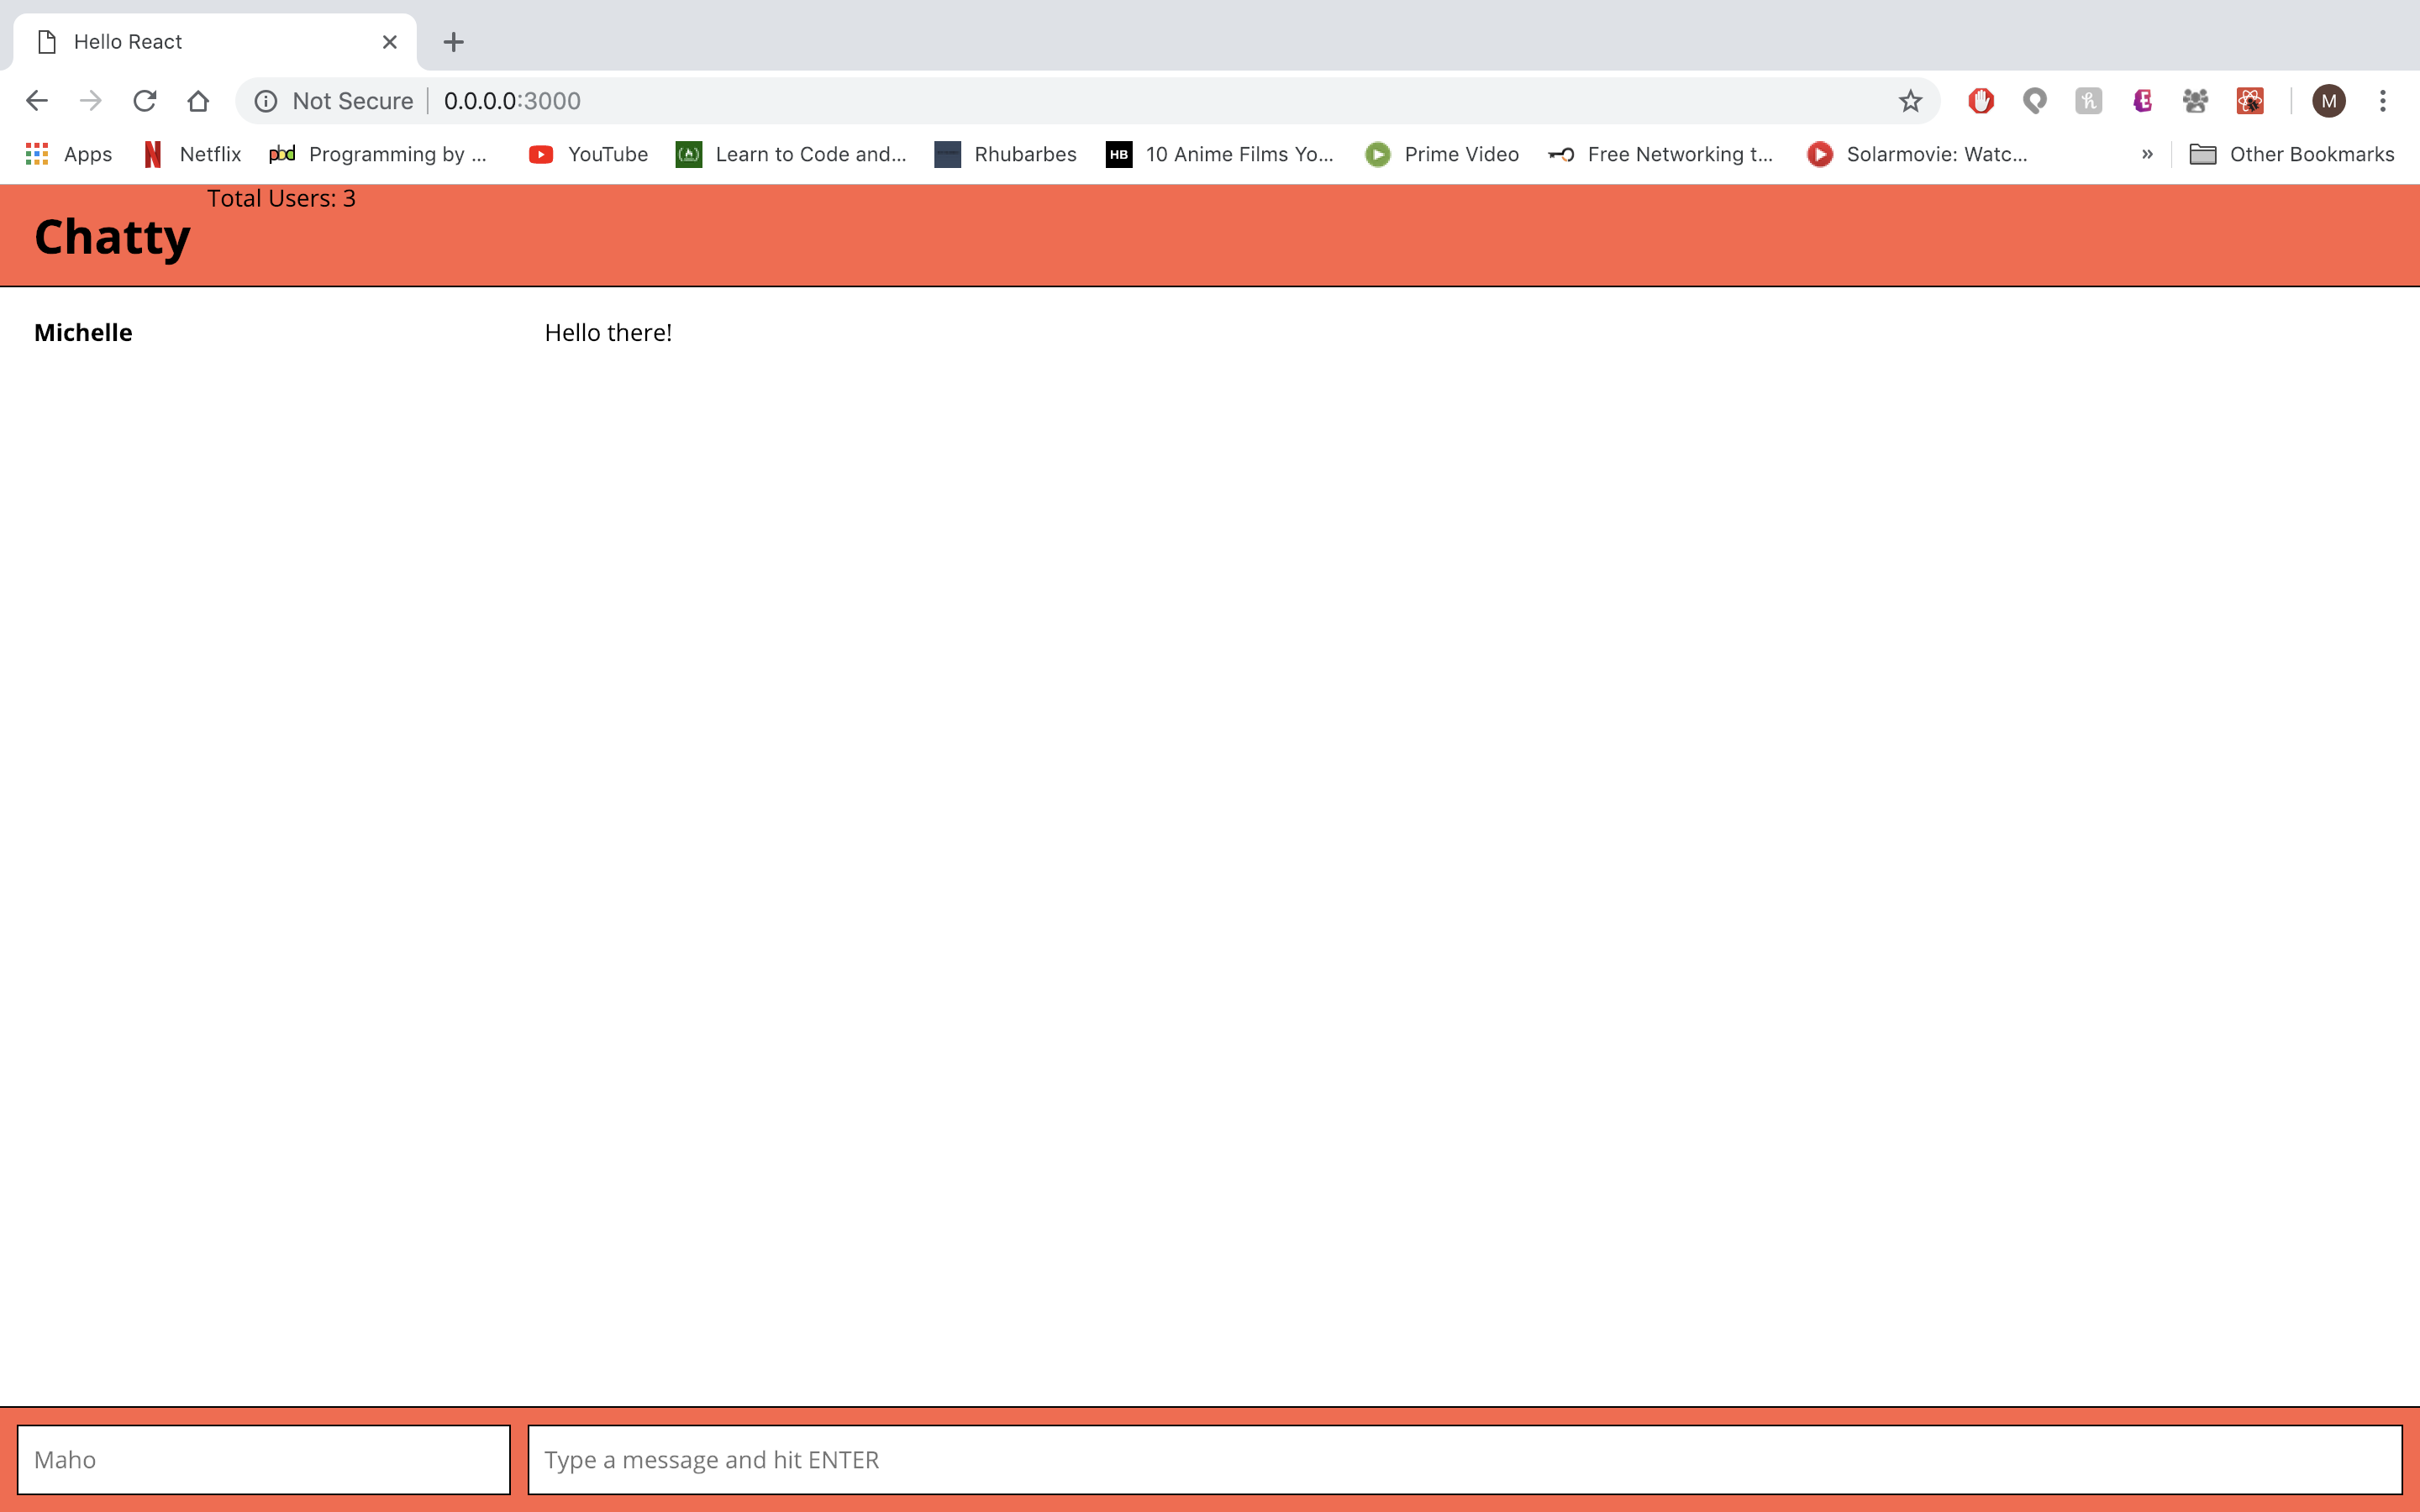 Hello React
Not Secure 0.0.0.0:3000
M
Apps Netflix pbd Programming by ... YouTube Learn to Code and... Rhubarbes HB 10 Anime Films Yo... Prime Video Free Networking t... Solarmovie: Watc... » Other Bookmarks
Total Users: 3
Chatty
Michelle Hello there!
Maho Type a message and hit ENTER